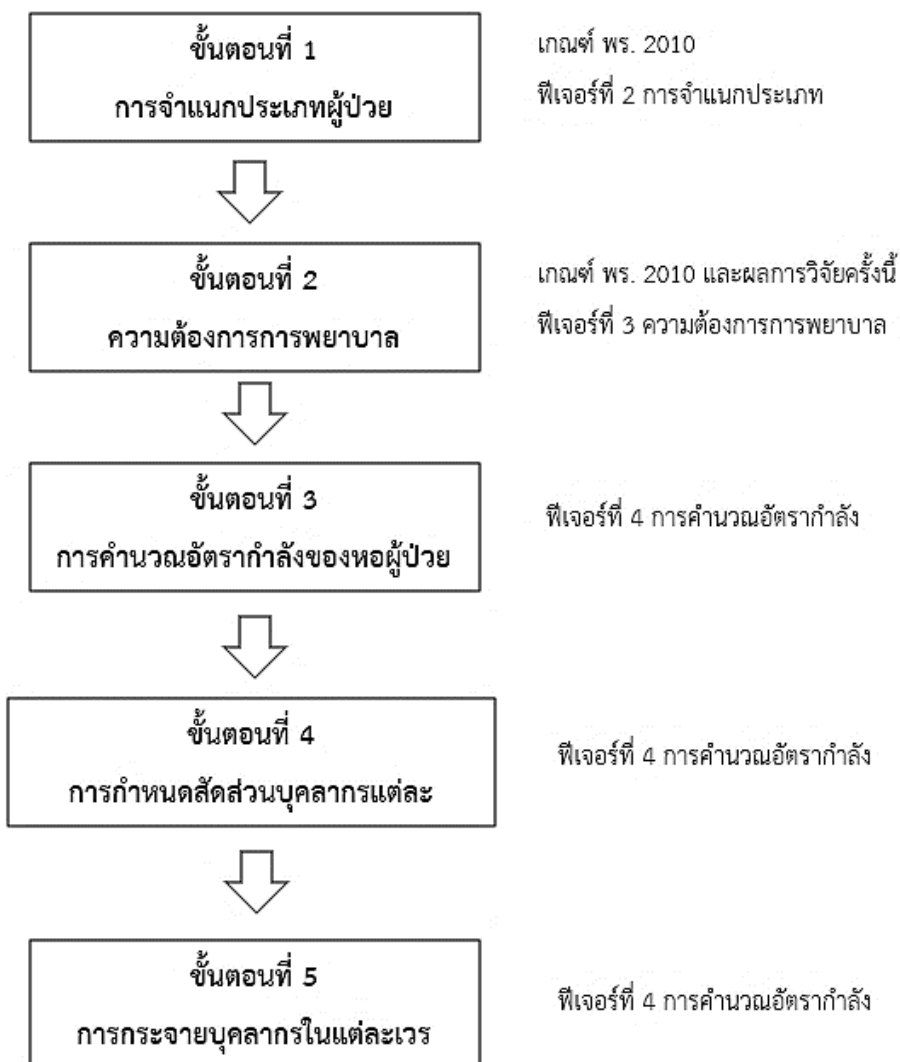 ขั้นตอนที่ 1
การจำแนกประเภทผู้ป่วย
เกณฑ์ พร. 2010
ฟีเจอร์ที่ 2 การจำแนกประเภท
ขั้นตอนที่ 2
ความต้องการการพยาบาล
เกณฑ์ พร. 2010 และผลการวิจัยครั้งนี้
ฟีเจอร์ที่ 3 ความต้องการการพยาบาล
ขั้นตอนที่ 3
การคำนวณอัตรากำลังของหอผู้ป่วย
ฟีเจอร์ที่ 4 การคำนวณอัตรากำลัง
ขั้นตอนที่ 4
การกำหนดสัดส่วนบุคลากรแต่ละ
ฟีเจอร์ที่ 4 การคำนวณอัตรากำลัง
ขั้นตอนที่ 5
การกระจายบุคลากรในแต่ละเวร
ฟีเจอร์ที่ 4 การคำนวณอัตรากำลัง